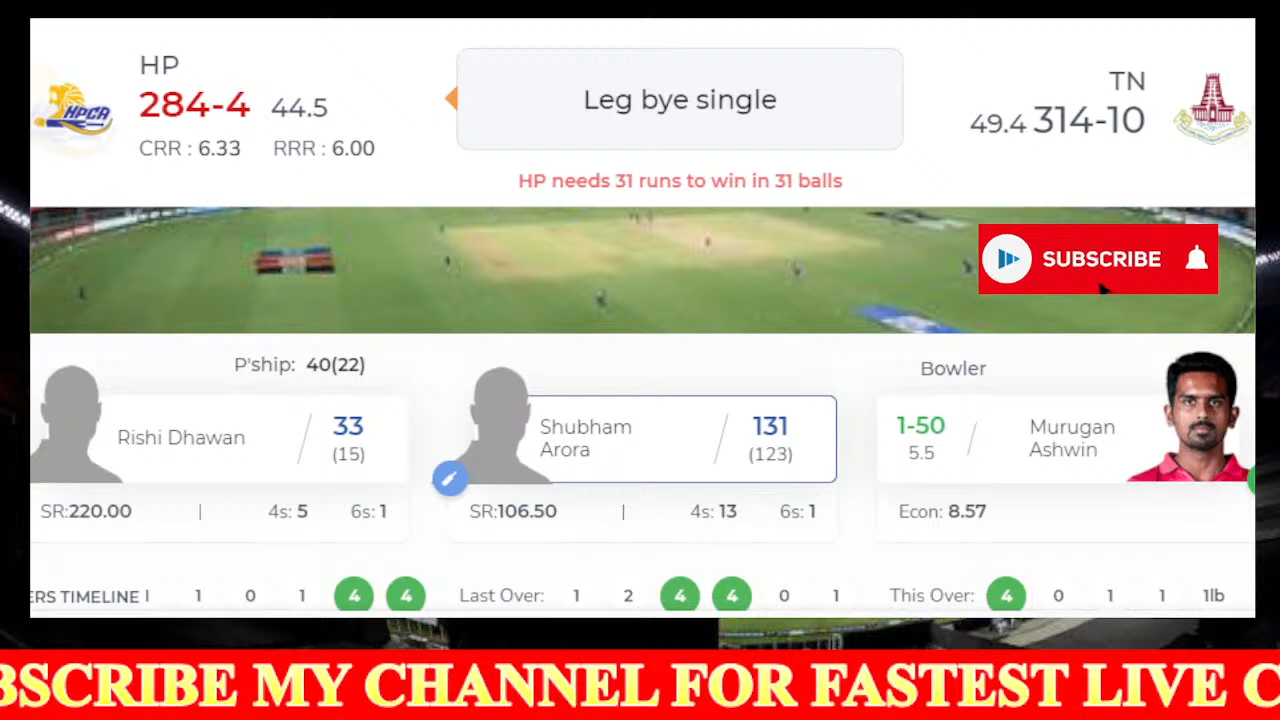 HP
284-4 44.5
CRR : 6.33 RRR : 6.00
Leg bye single
HP needs 31 runs to win in 31 balls
TN
49.4 314-10
HPCA
SUBSCRIBE
P'ship: 40(22)
Rishi Dhawan 33
(15)
SR:220.00 | 4s: 5 6s: 1
Shubham
Arora
131
(123)
SR:106.50 | 4s: 13 6s: 1
Bowler
1-50
5.5
Murugan
Ashwin
Econ: 8.57
ERS TIMELINE | 1 0 1 4 4 Last Over: 1 2 4 4 0 1 This Over: 4 0 1 1 1lb
BSCRIBE MY CHANNEL FOR FASTEST LIVE C